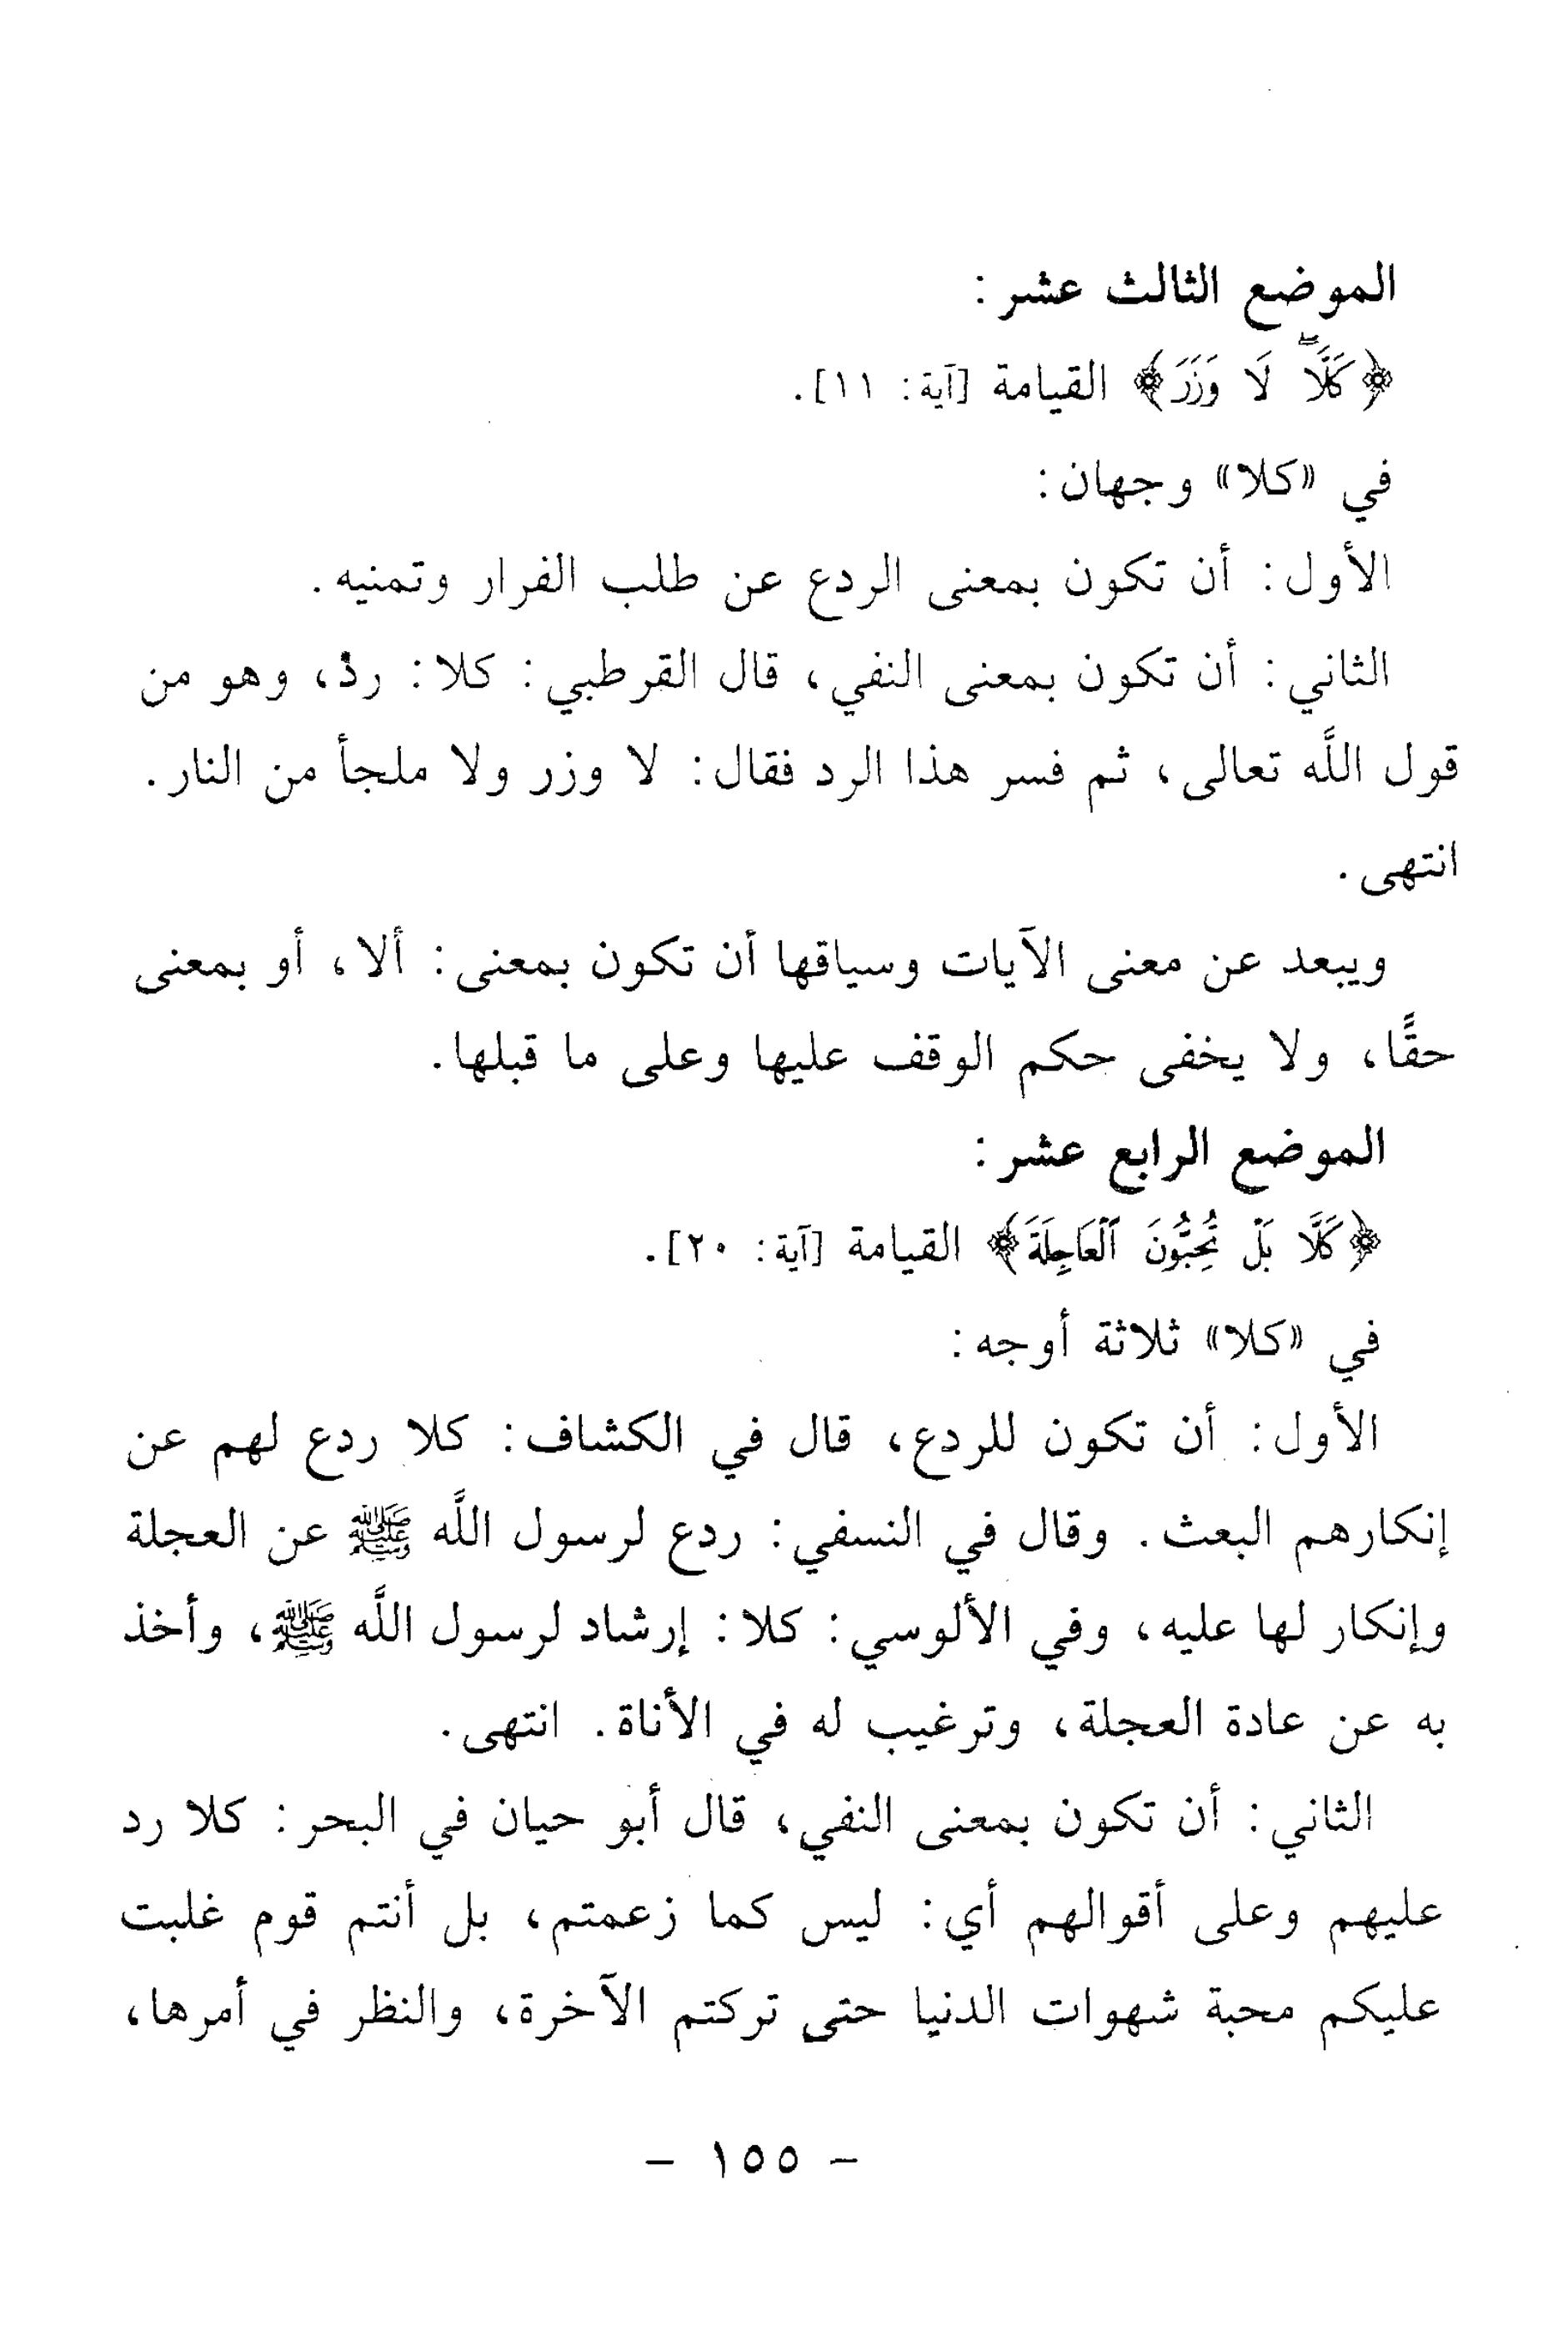 الموضع الثالث عشر:
﴿كَلَّاۖ لَا وَزَرَ﴾ القيامة [آية: ١١].
في «كلا» وجهان:
الأول: أن تكون بمعنى الردع عن طلب الفرار وتمنيه.
الثاني: أن تكون بمعنى النفي، قال القرطبي: كلا: ردٌ، وهو من
قول اللَّه تعالى، ثم فسر هذا الرد فقال: لا وزر ولا ملجأ من النار.
انتهى.
ويبعد عن معنى الآيات وسياقها أن تكون بمعنى: ألا، أو بمعنى
حقًّا، ولا يخفى حكم الوقف عليها وعلى ما قبلها.
الموضع الرابع عشر:
﴿كَلَّا بَلْ تُحِبُّونَ ٱلْعَاجِلَةَ﴾ القيامة [آية: ٢٠].
في «كلا» ثلاثة أوجه:
الأول: أن تكون للردع، قال في الكشاف: كلا ردع لهم عن
إنكارهم البعث. وقال في النسفي: ردع لرسول اللَّه ﷺ عن العجلة
وإنكار لها عليه، وفي الألوسي: كلا: إرشاد لرسول اللَّه ﷺ، وأخذ
به عن عادة العجلة، وترغيب له في الأناة. انتهى.
الثاني: أن تكون بمعنى النفي، قال أبو حيان في البحر: كلا رد
عليهم وعلى أقوالهم أي: ليس كما زعمتم، بل أنتم قوم غلبت
عليكم محبة شهوات الدنيا حتى تركتم الآخرة، والنظر في أمرها،
- ١٥٥ -